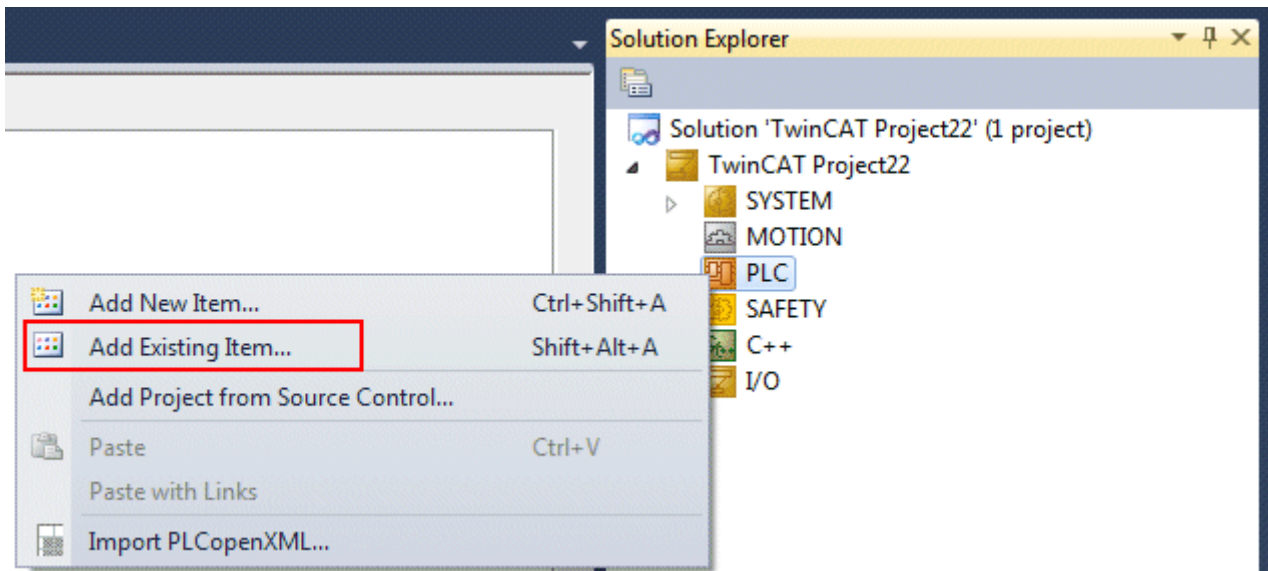 Solution Explorer
Solution 'TwinCAT Project22' (1 project)
TwinCAT Project22
SYSTEM
MOTION
PLC
SAFETY
C++
I/O
Add New Item... Ctrl+Shift+A
Add Existing Item... Shift+Alt+A
Add Project from Source Control...
Paste Ctrl+V
Paste with Links
Import PLCopenXML...